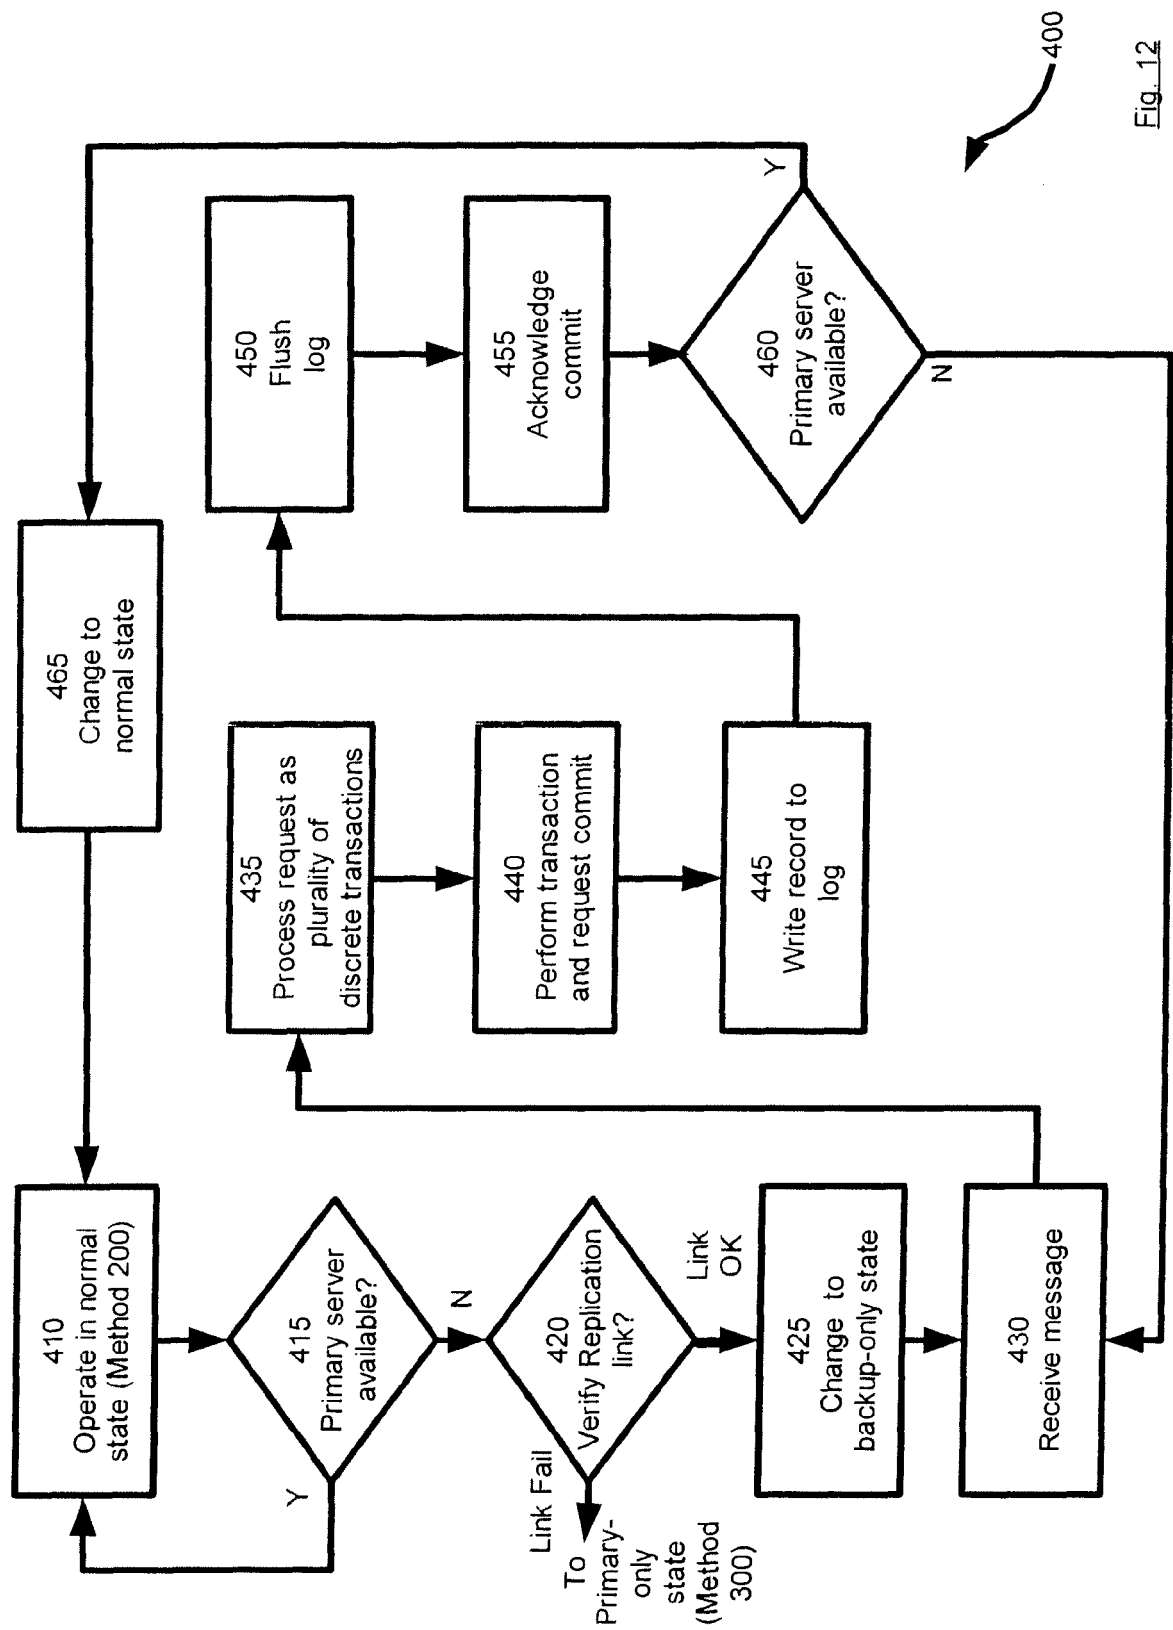 410
Operate in normal
state (Method 200)
415
Primary server
available?
Y
N
420
Verify Replication
link?
Link Fail
To
Primary-
only
state
(Method
300)
Link
OK
425
Change to
backup-only state
430
Receive message
435
Process request as
plurality of
discrete transactions
440
Perform transaction
and request commit
445
Write record to
log
450
Flush
log
455
Acknowledge
commit
460
Primary server
available?
Y
N
465
Change to
normal state
400
Fig. 12